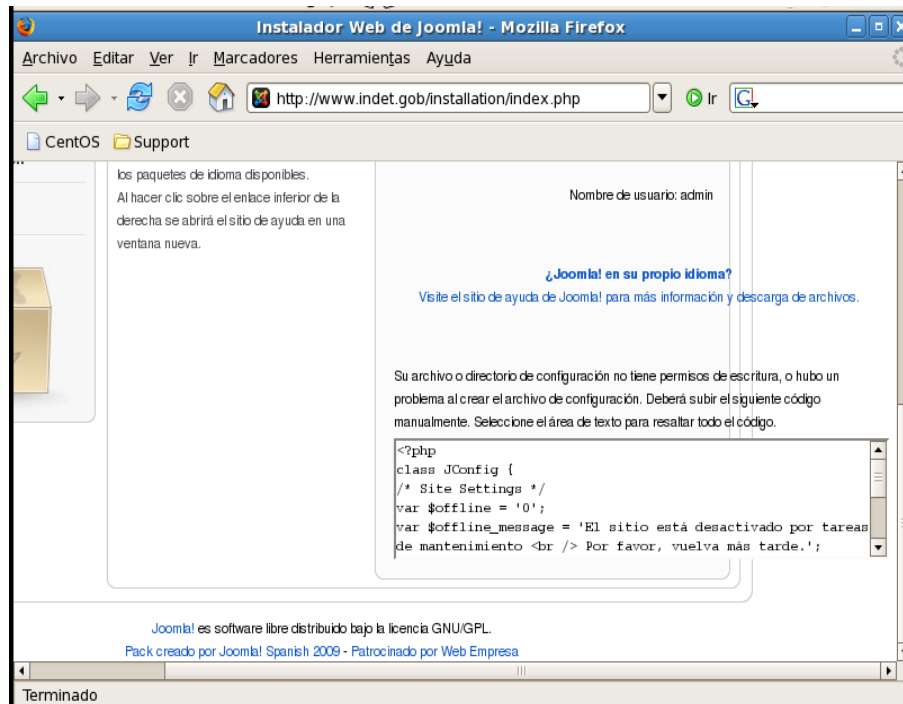 Instalador Web de Joomla! - Mozilla Firefox
Archivo Editar Ver Ir Marcadores Herramientas Ayuda
http://www.indet.gob/installation/index.php Ir G
CentOS Support
los paquetes de idioma disponibles.
Al hacer clic sobre el enlace inferior de la
derecha se abrirá el sitio de ayuda en una
ventana nueva.
Nombre de usuario: admin
¿Joomla! en su propio idioma?
Visite el sitio de ayuda de Joomla! para más información y descarga de archivos.
Su archivo o directorio de configuración no tiene permisos de escritura, o hubo un
problema al crear el archivo de configuración. Deberá subir el siguiente código
manualmente. Seleccione el área de texto para resaltar todo el código.
<?php
class JConfig {
/* Site Settings */
var $offline = '0';
var $offline_message = 'El sitio está desactivado por tareas
de mantenimiento <br /> Por favor, vuelva más tarde.';
Joomla! es software libre distribuido bajo la licencia GNU/GPL.
Pack creado por Joomla! Spanish 2009 - Patrocinado por Web Empresa
Terminado